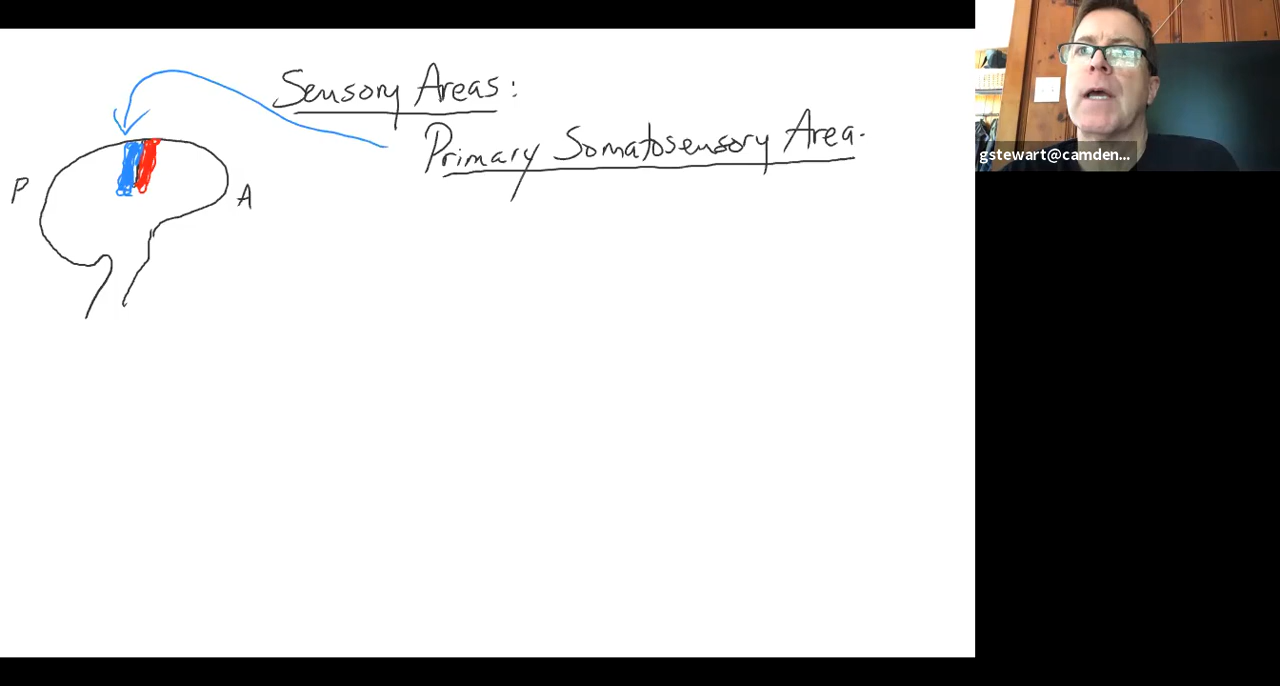 Sensory Areas:
Primary Somatosensory Area.
P
A
gstewart@camden...